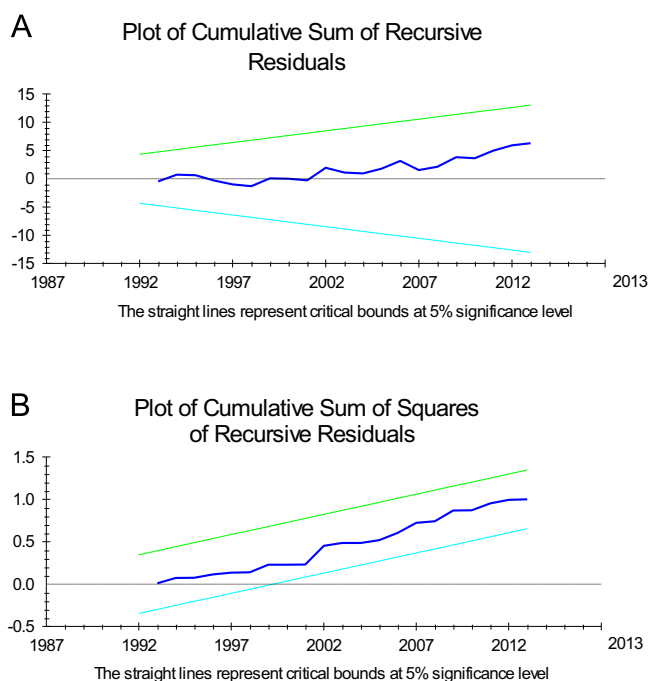 A
Plot of Cumulative Sum of Recursive
Residuals
15
10
5
0
-5
-10
-15
1987 1992 1997 2002 2007 2012 2013
The straight lines represent critical bounds at 5% significance level
B
Plot of Cumulative Sum of Squares
of Recursive Residuals
1.5
1.0
0.5
0.0
-0.5
1987 1992 1997 2002 2007 2012 2013
The straight lines represent critical bounds at 5% significance level